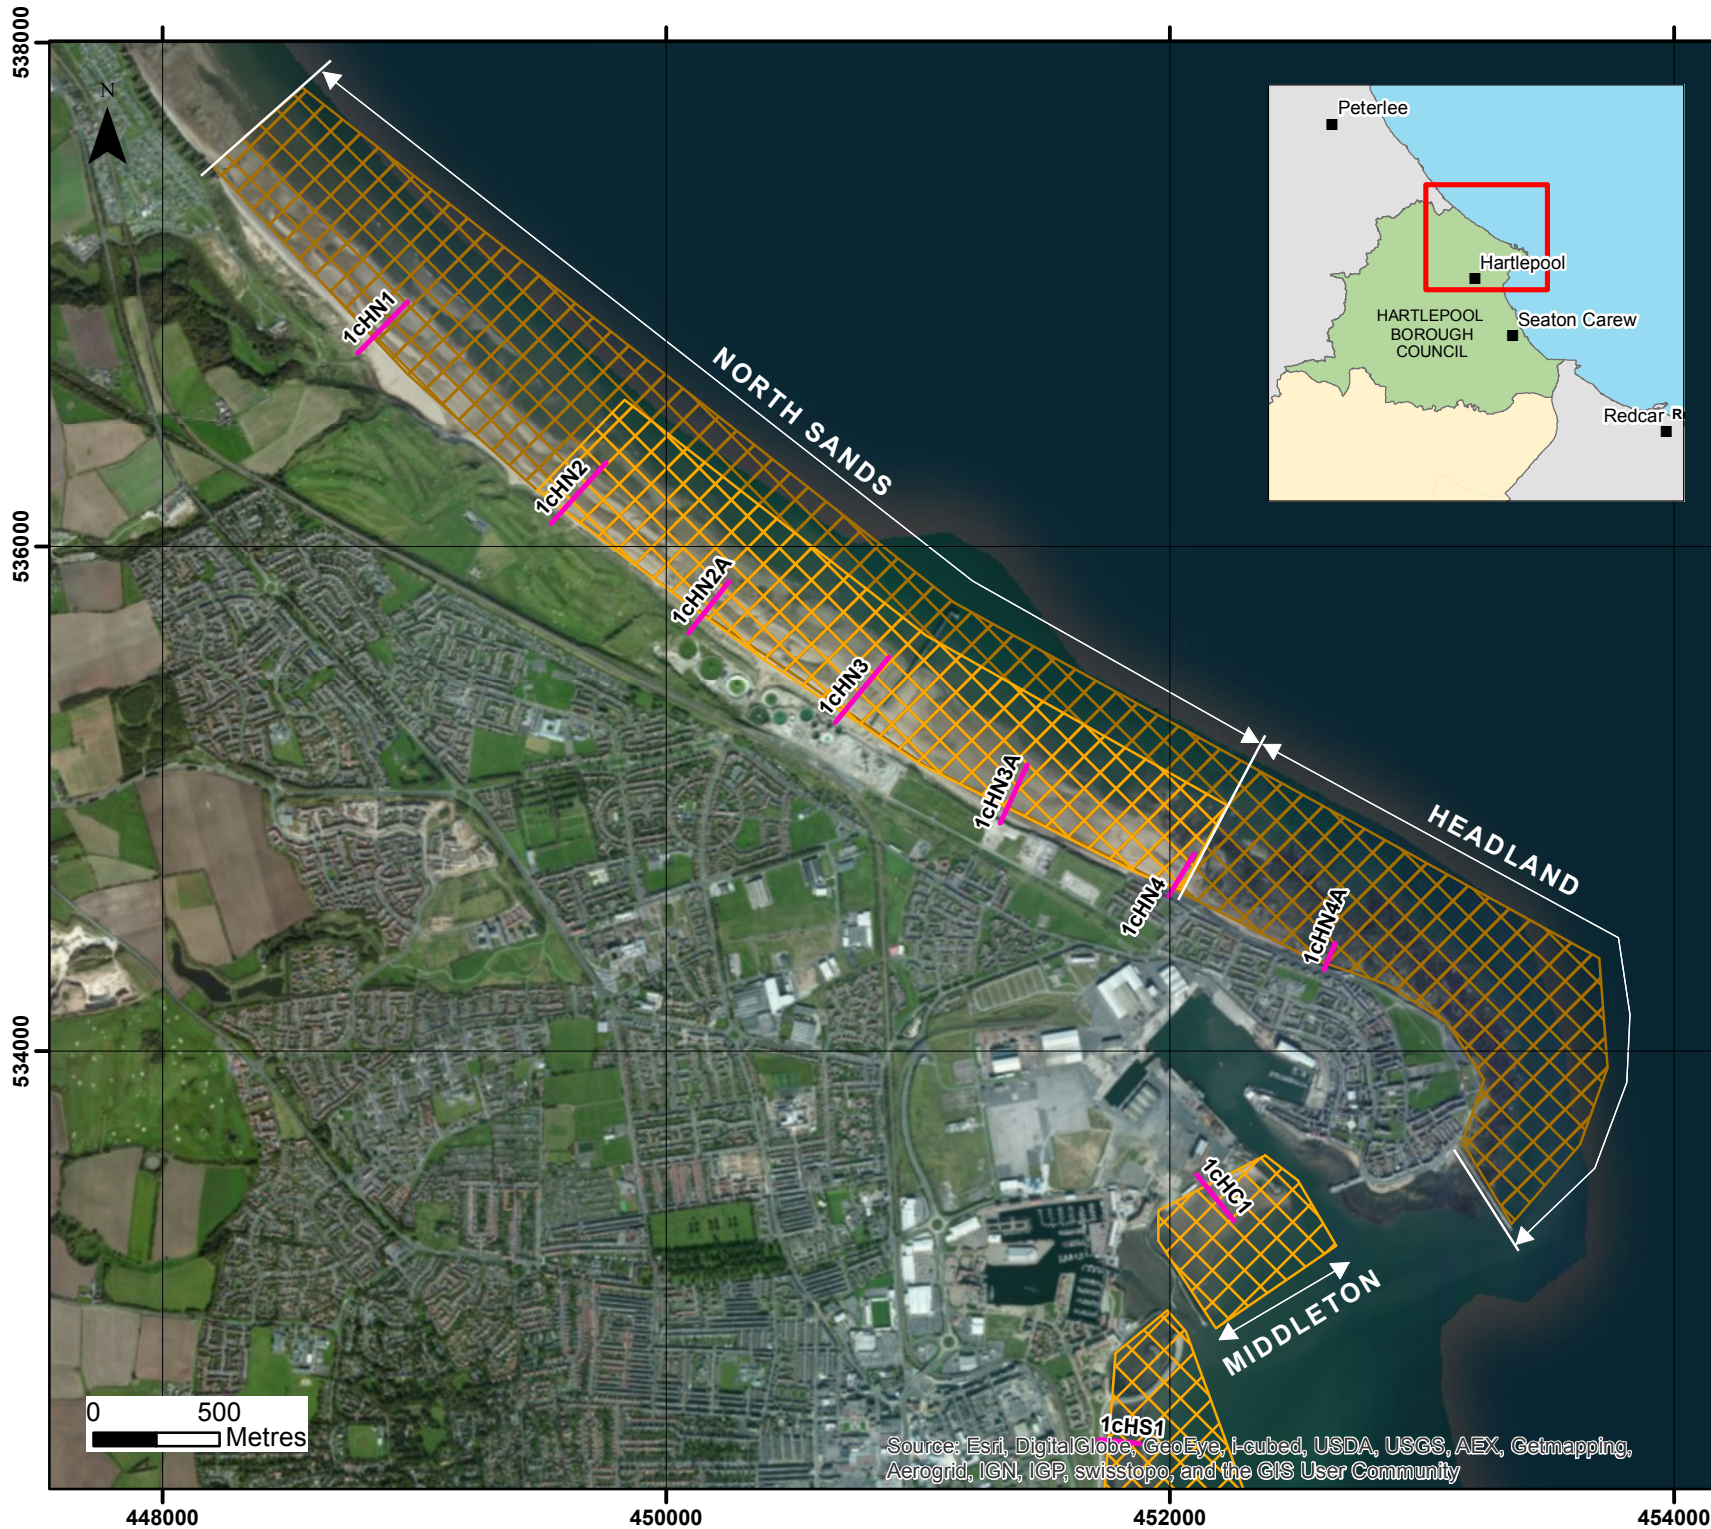 538000
536000
534000
N
Peterlee
Hartlepool
HARTLEPOOL
BOROUGH
COUNCIL
Seaton Carew
Redcar
R
1cHN1
NORTH SANDS
1cHN2
1cHN2A
1cHN3
1cHN3A
1cHN4
HEADLAND
1cHN4A
1cHC1
MIDDLETON
1cHS1
0 500
Metres
Source: Esri, DigitalGlobe, GeoEye, i-cubed, USDA, USGS, AEX, Getmapping,
Aerogrid, IGN, IGP, swisstopo, and the GIS User Community
448000 450000 452000 454000